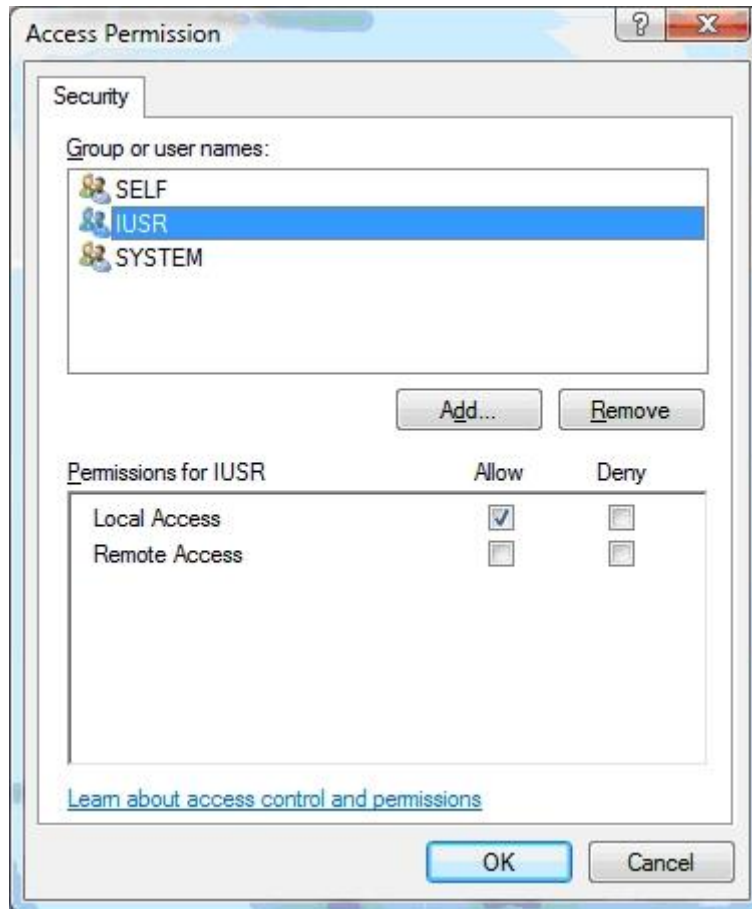 Access Permission
Security
Group or user names:
SELF
IUSR
SYSTEM
Add... Remove
Permissions for IUSR Allow Deny
Local Access
Remote Access
Learn about access control and permissions
OK Cancel